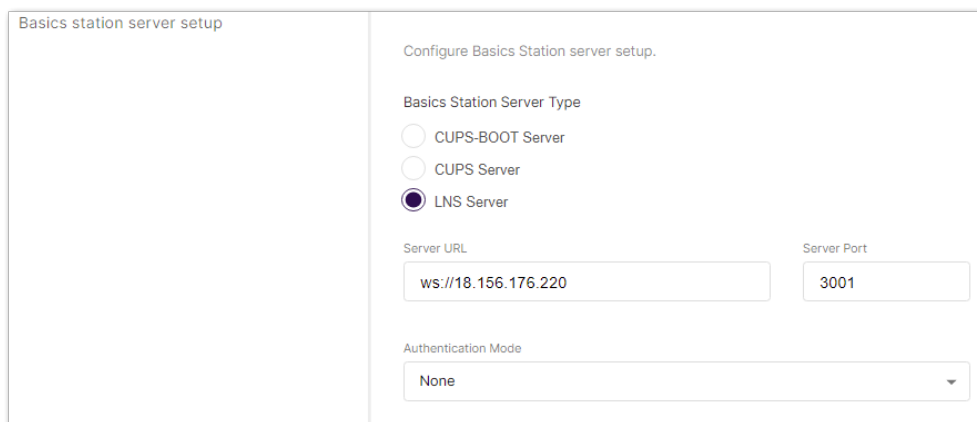 Basics station server setup
Configure Basics Station server setup.
Basics Station Server Type
CUPS-BOOT Server
CUPS Server
LNS Server
Server URL
Server Port
ws://18.156.176.220
3001
Authentication Mode
None